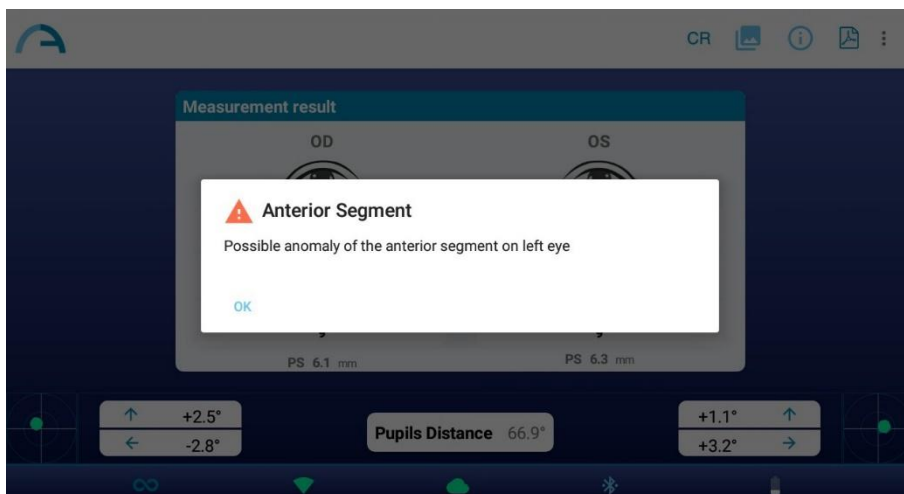 CR
Measurement result
OD OS
Anterior Segment
Possible anomaly of the anterior segment on left eye
OK
PS 6.1 mm PS 6.3 mm
+2.5° +1.1°
Pupils Distance 66.9°
-2.8° +3.2°